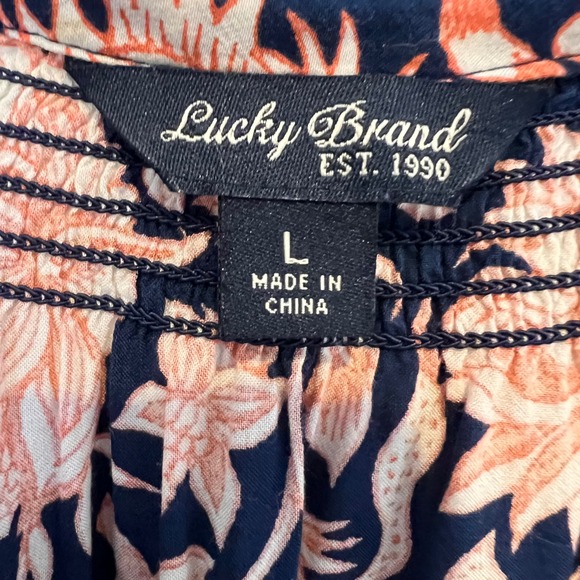 Lucky Brand
EST. 1990
L
MADE IN
CHINA